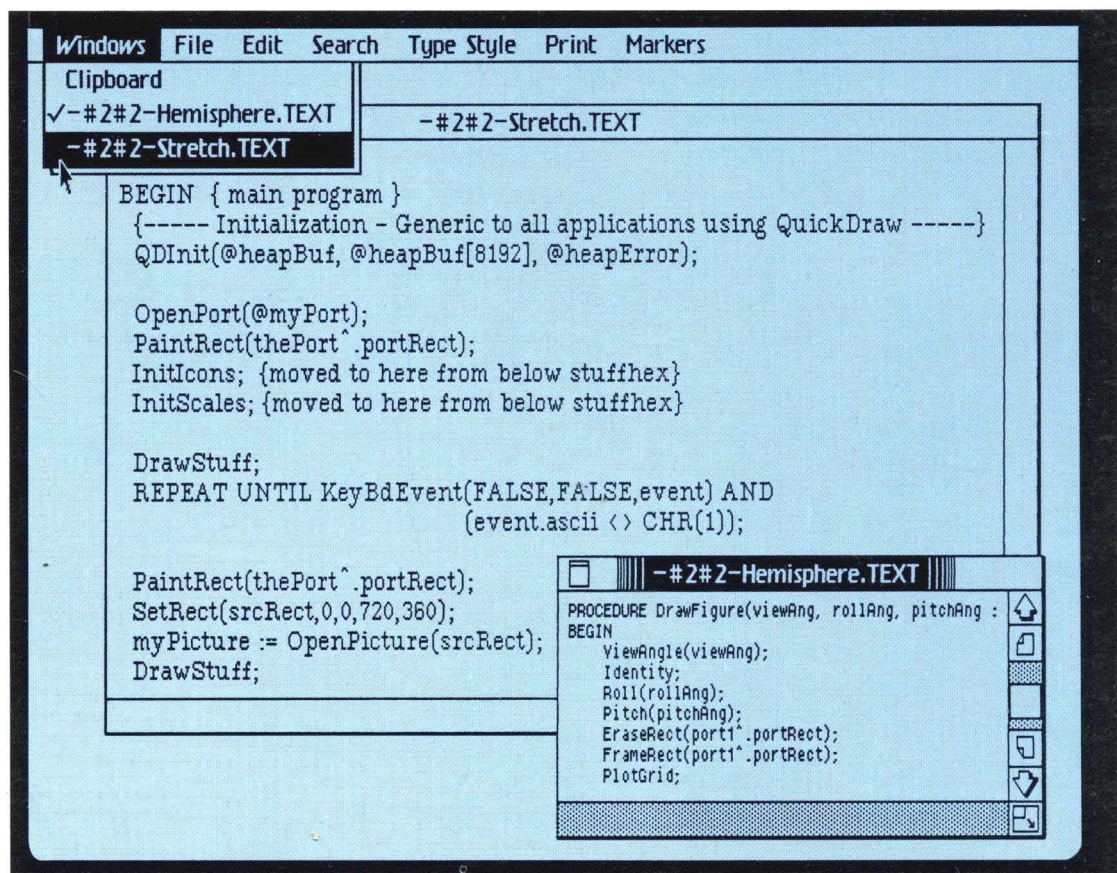 Windows File Edit Search Type Style Print Markers
Clipboard
✓-#2#2-Hemisphere.TEXT
-#2#2-Stretch.TEXT
-#2#2-Stretch.TEXT
BEGIN { main program }
{----- Initialization - Generic to all applications using QuickDraw -----}
QDInit(@heapBuf, @heapBuf[8192], @heapError);
OpenPort(@myPort);
PaintRect(thePort^.portRect);
InitIcons; {moved to here from below stuffhex}
InitScales; {moved to here from below stuffhex}
DrawStuff;
REPEAT UNTIL KeyBdEvent(FALSE,FALSE,event) AND
(event.ascii <> CHR(1));
PaintRect(thePort^.portRect);
SetRect(srcRect,0,0,720,360);
myPicture := OpenPicture(srcRect);
DrawStuff;
-#2#2-Hemisphere.TEXT
PROCEDURE DrawFigure(viewAng, rollAng, pitchAng :
BEGIN
ViewAngle(viewAng);
Identity;
Roll(rollAng);
Pitch(pitchAng);
EraseRect(port1^.portRect);
FrameRect(port1^.portRect);
PlotGrid;